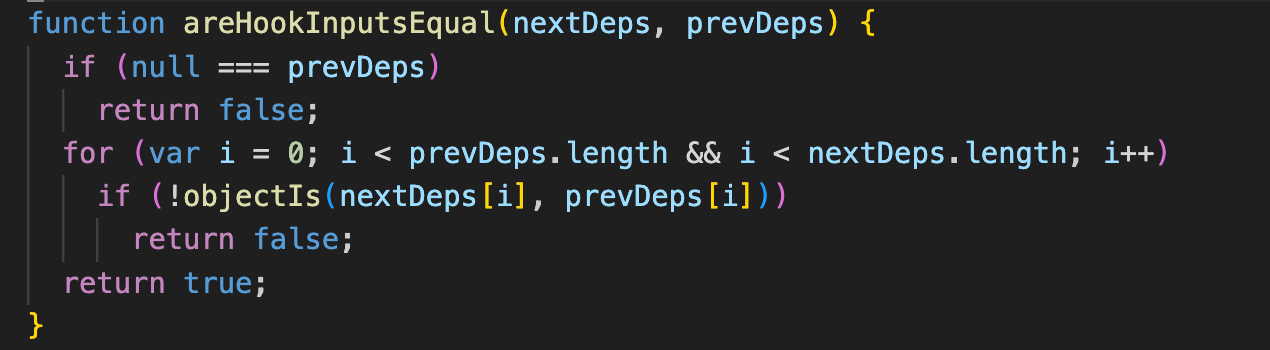 function areHookInputsEqual(nextDeps, prevDeps) {
  if (null === prevDeps)
    return false;
  for (var i = 0; i < prevDeps.length && i < nextDeps.length; i++)
    if (!objectIs(nextDeps[i], prevDeps[i]))
      return false;
  return true;
}